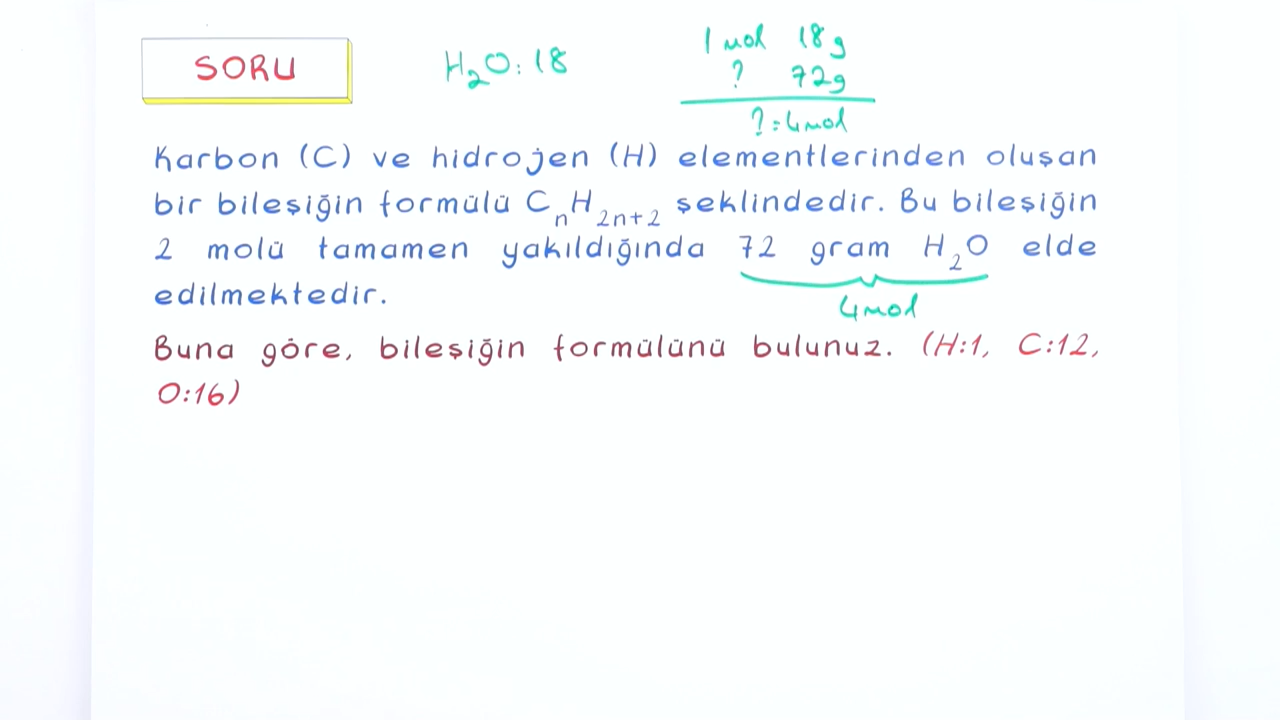 SORU
H₂O: 18
1 mol 18g
? 72g
? = 4mol
Karbon (C) ve hidrojen (H) elementlerinden oluşan
bir bileşiğin formülü CₙH₂ₙ₊₂ şeklindedir. Bu bileşiğin
2 molü tamamen yakıldığında 72 gram H₂O elde
edilmektedir.
4mol
Buna göre, bileşiğin formülünü bulunuz. (H:1, C:12,
O:16)